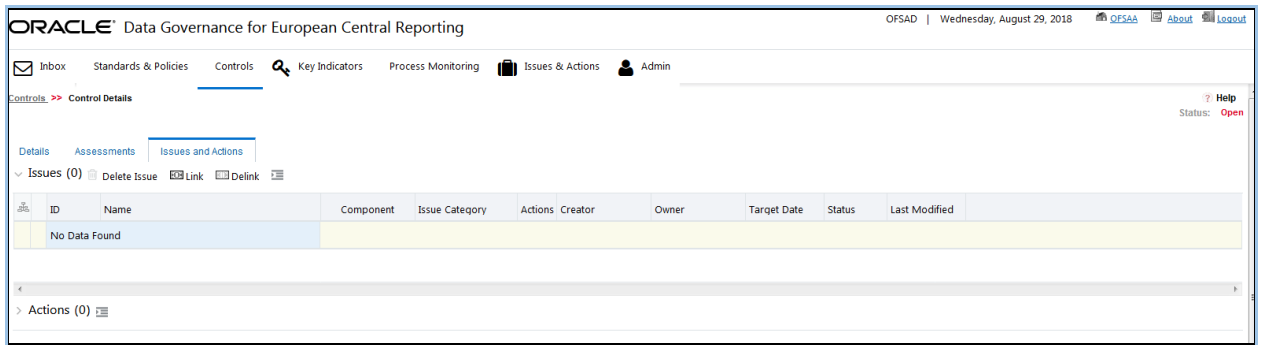 ORACLE® Data Governance for European Central Reporting
OFSAD | Wednesday, August 29, 2018 OFSAA About Logout
Inbox Standards & Policies Controls Key Indicators Process Monitoring Issues & Actions Admin
Controls >> Control Details
? Help
Status: Open
Details Assessments Issues and Actions
Issues (0) Delete Issue Link Delink
ID Name Component Issue Category Actions Creator Owner Target Date Status Last Modified
No Data Found
Actions (0)